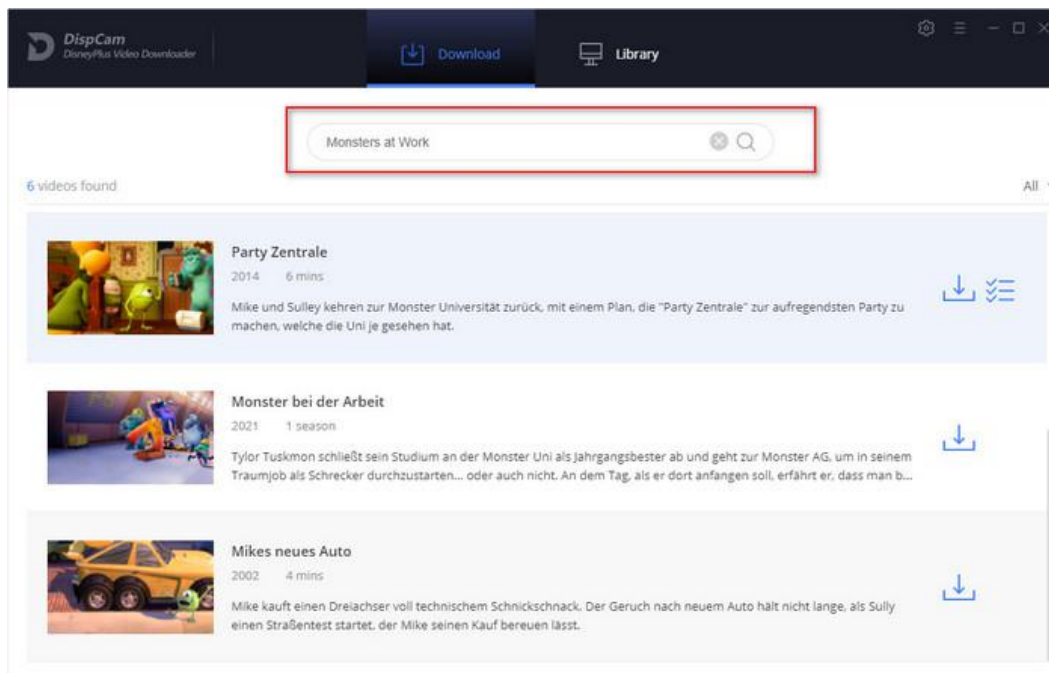 DispCam
DisneyPlus Video Downloader
Download
Library
Monsters at Work
6 videos found
All
Party Zentrale
2014 6 mins
Mike und Sulley kehren zur Monster Universität zurück, mit einem Plan, die "Party Zentrale" zur aufregendsten Party zu
machen, welche die Uni je gesehen hat.
Monster bei der Arbeit
2021 1 season
Tylor Tuskmon schließt sein Studium an der Monster Uni als Jahrgangsbester ab und geht zur Monster AG, um in seinem
Traumjob als Schrecker durchzustarten... oder auch nicht. An dem Tag, als er dort anfangen soll, erfährt er, dass man b...
Mikes neues Auto
2002 4 mins
Mike kauft einen Dreiachser voll technischem Schnickschnack. Der Geruch nach neuem Auto hält nicht lange, als Sully
einen Straßentest startet, der Mike seinen Kauf bereuen lässt.